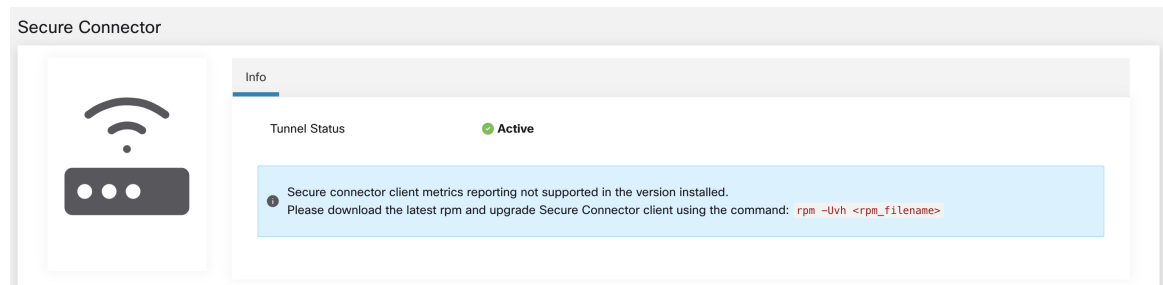 Secure Connector
Info
Tunnel Status
Active
Secure connector client metrics reporting not supported in the version installed.
Please download the latest rpm and upgrade Secure Connector client using the command: rpm -Uvh <rpm_filename>